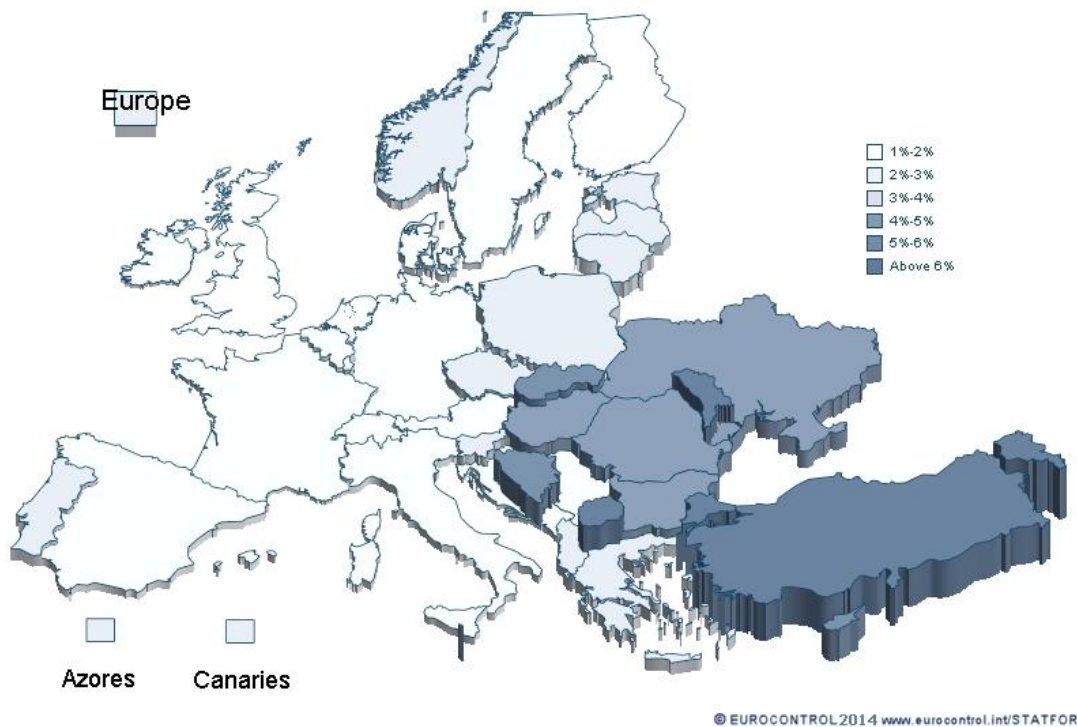 Europe
1%-2%
2%-3%
3%-4%
4%-5%
5%-6%
Above 6%
Azores
Canaries
© EUROCONTROL 2014 www.eurocontrol.int/STATFOR